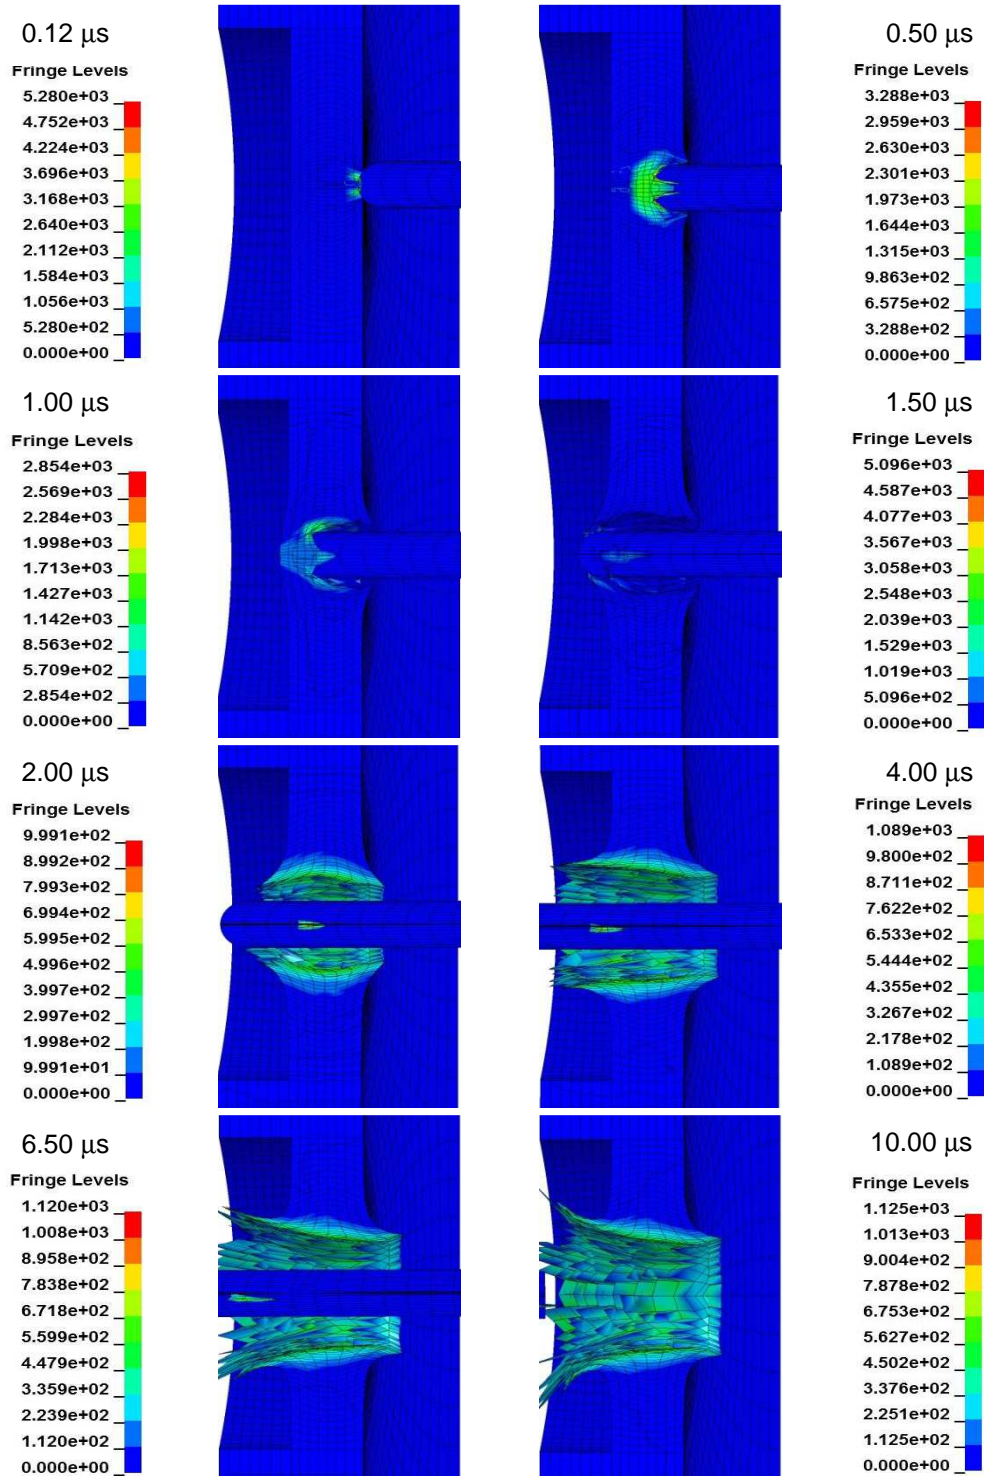 0.12 μs
Fringe Levels
5.280e+03
4.752e+03
4.224e+03
3.696e+03
3.168e+03
2.640e+03
2.112e+03
1.584e+03
1.056e+03
5.280e+02
0.000e+00
0.50 μs
Fringe Levels
3.288e+03
2.959e+03
2.630e+03
2.301e+03
1.973e+03
1.644e+03
1.315e+03
9.863e+02
6.575e+02
3.288e+02
0.000e+00
1.00 μs
Fringe Levels
2.854e+03
2.569e+03
2.284e+03
1.998e+03
1.713e+03
1.427e+03
1.142e+03
8.563e+02
5.709e+02
2.854e+02
0.000e+00
1.50 μs
Fringe Levels
5.096e+03
4.587e+03
4.077e+03
3.567e+03
3.058e+03
2.548e+03
2.039e+03
1.529e+03
1.019e+03
5.096e+02
0.000e+00
2.00 μs
Fringe Levels
9.991e+02
8.992e+02
7.993e+02
6.994e+02
5.995e+02
4.996e+02
3.997e+02
2.997e+02
1.998e+02
9.991e+01
0.000e+00
4.00 μs
Fringe Levels
1.089e+03
9.800e+02
8.711e+02
7.622e+02
6.533e+02
5.444e+02
4.355e+02
3.267e+02
2.178e+02
1.089e+02
0.000e+00
6.50 μs
Fringe Levels
1.120e+03
1.008e+03
8.958e+02
7.838e+02
6.718e+02
5.599e+02
4.479e+02
3.359e+02
2.239e+02
1.120e+02
0.000e+00
10.00 μs
Fringe Levels
1.125e+03
1.013e+03
9.004e+02
7.878e+02
6.753e+02
5.627e+02
4.502e+02
3.376e+02
2.251e+02
1.125e+02
0.000e+00